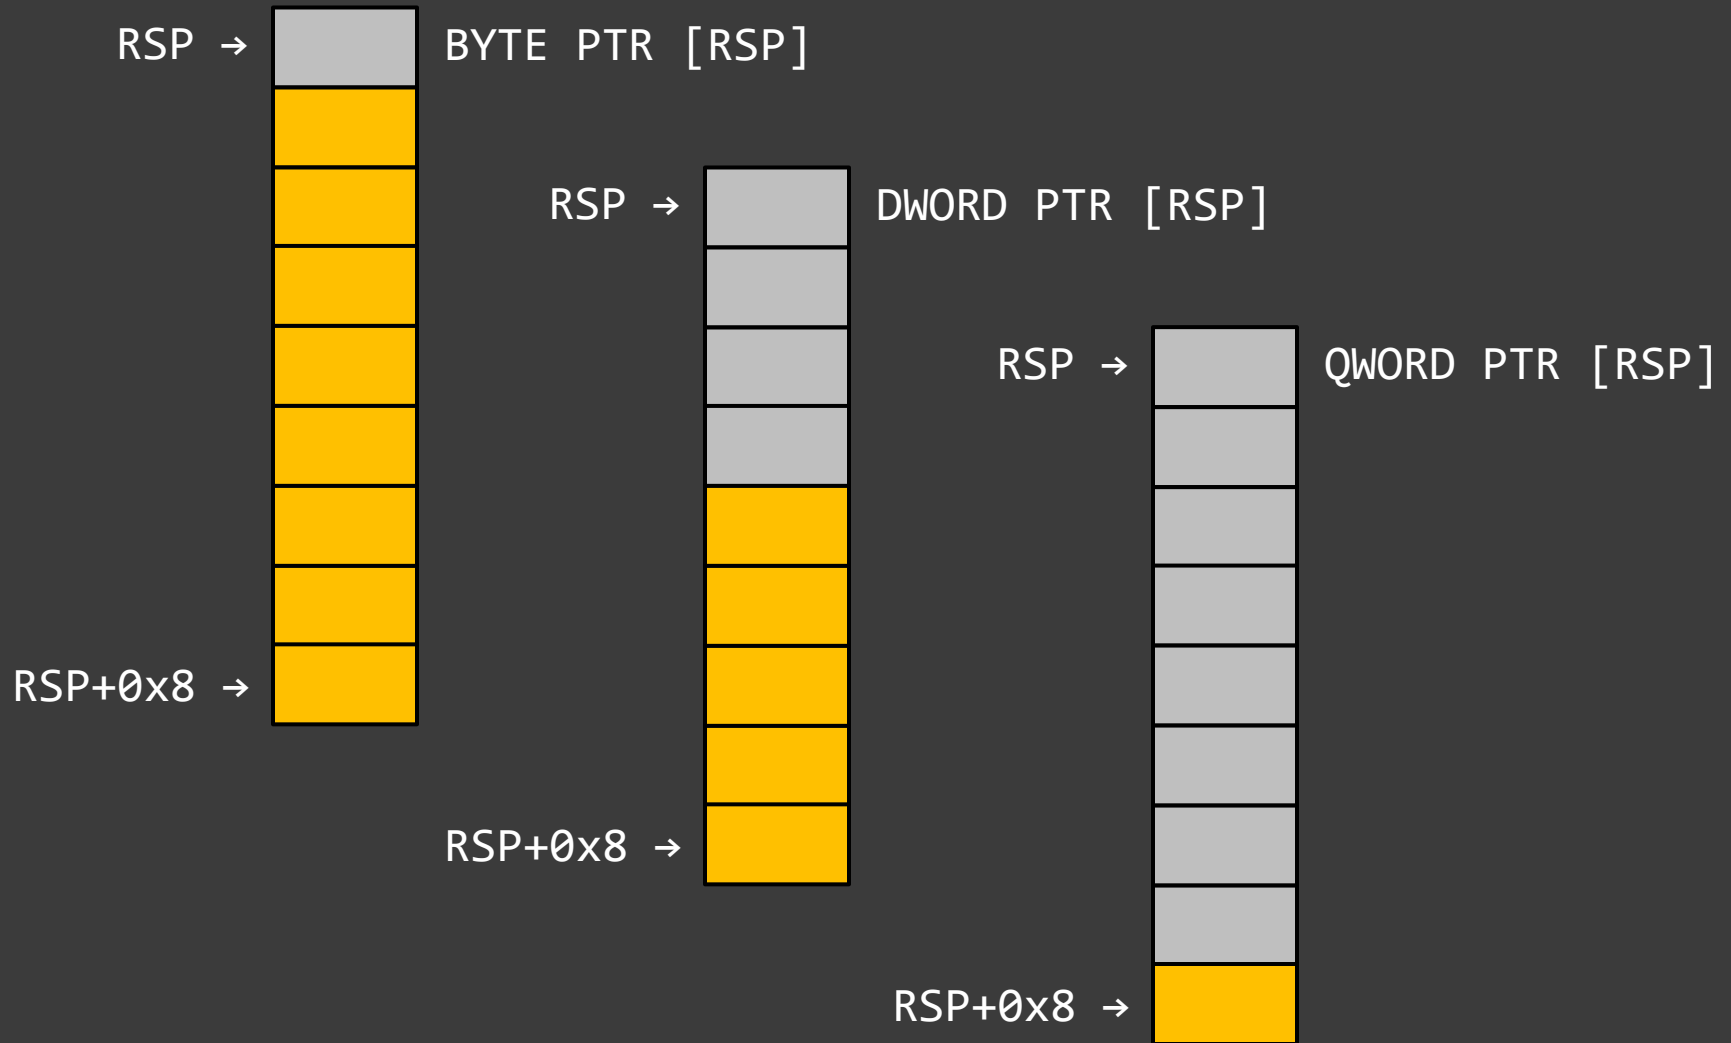 RSP → BYTE PTR [RSP]
RSP → DWORD PTR [RSP]
RSP → QWORD PTR [RSP]
RSP+0x8 →
RSP+0x8 →
RSP+0x8 →